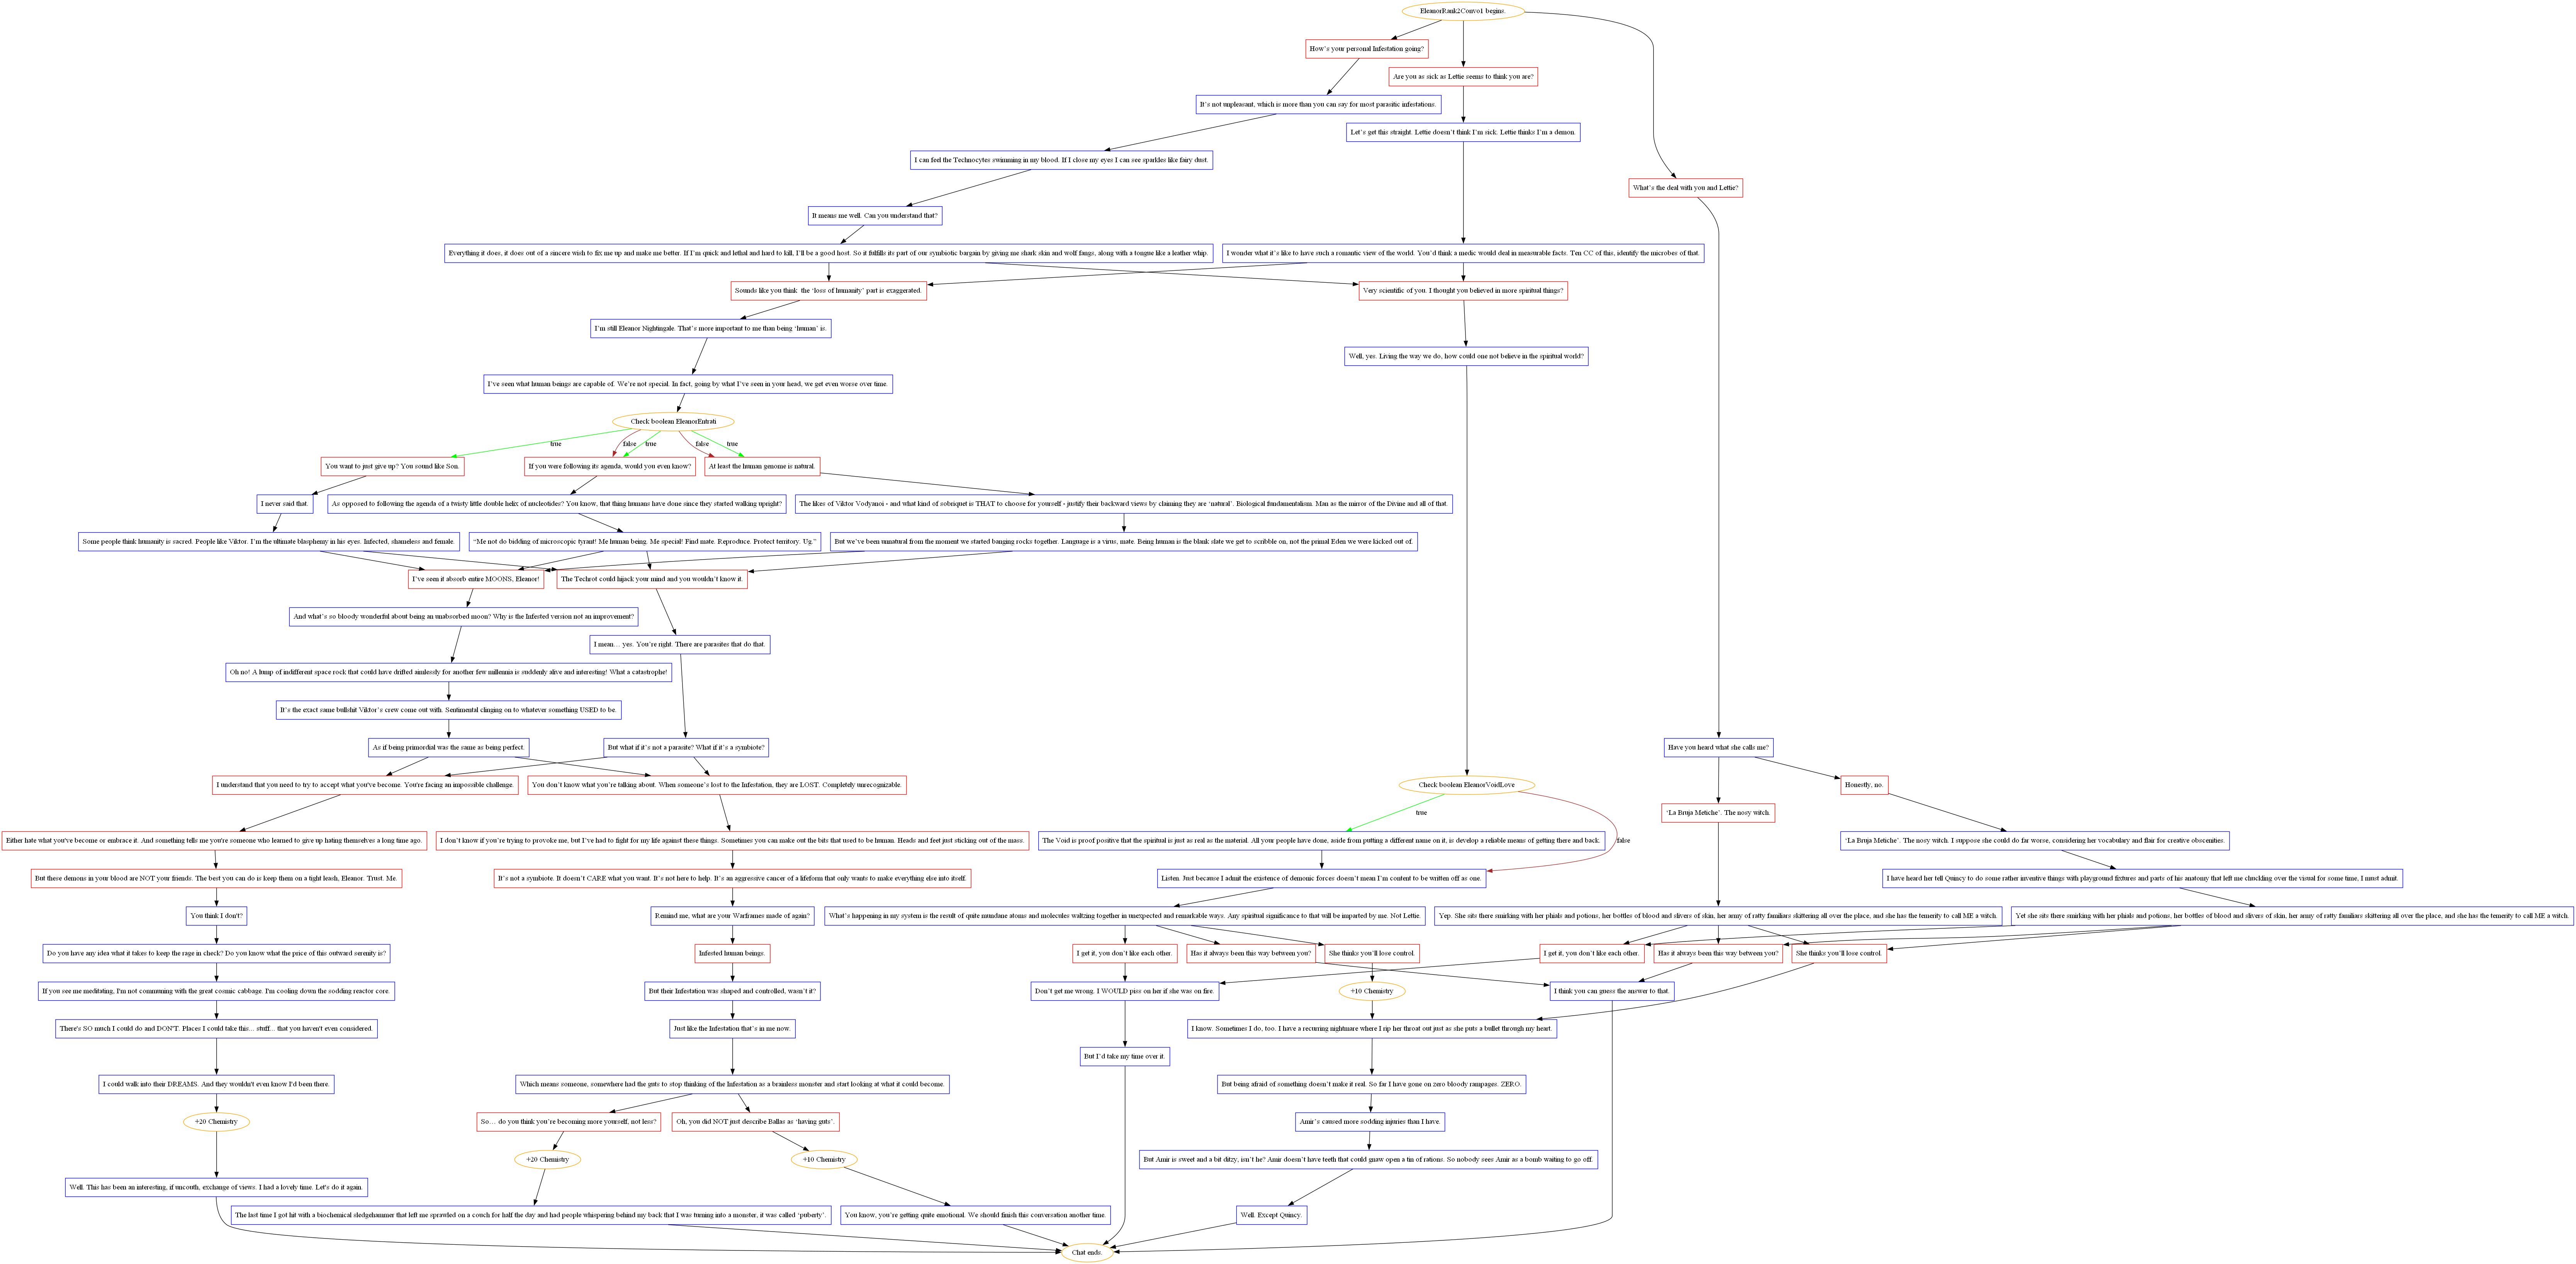 EleanorRank2Convo1 begins.
How's your personal Infestation going?
Are you as sick as Lettie seems to think you are?
It's not unpleasant, which is more than you can say for most parasitic infestations.
Let's get this straight. Lettie doesn't think I'm sick. Lettie thinks I'm a demon.
I can feel the Technocytes swimming in my blood. If I close my eyes I can see sparkles like fairy dust.
What's the deal with you and Lettie?
It means me well. Can you understand that?
Everything it does, it does out of a sincere wish to fix me up and make me better. If I'm quick and lethal and hard to kill, I'll be a good host. So it fulfills its part of our symbiotic bargain by giving me shark skin and wolf fangs, along with a tongue like a leather whip.
I wonder what it's like to have such a romantic view of the world. You'd think a medic would deal in measurable facts. Ten CC of this, identify the microbes of that.
Sounds like you think the 'loss of humanity' part is exaggerated.
Very scientific of you. I thought you believed in more spiritual things?
I'm still Eleanor Nightingale. That's more important to me than being 'human' is.
Well, yes. Living the way we do, how could one not believe in the spiritual world?
I've seen what human beings are capable of. We're not special. In fact, going by what I've seen in your head, we get even worse over time.
Check boolean EleanorEntrati
true
false
true
false
true
You want to just give up? You sound like Son.
If you were following its agenda, would you even know?
At least the human genome is natural.
I never said that.
As opposed to following the agenda of a twisty little double helix of nucleotides? You know, that thing humans have done since they started walking upright?
The likes of Viktor Vodyanoi - and what kind of sobriquet is THAT to choose for yourself - justify their backward views by claiming they are 'natural'. Biological fundamentalism. Man as the mirror of the Divine and all of that.
Some people think humanity is sacred. People like Viktor. I'm the ultimate blasphemy in his eyes. Infected, shameless and female.
"Me not do bidding of microscopic tyrant! Me human being. Me special! Find mate. Reproduce. Protect territory. Ug."
But we've been unnatural from the moment we started banging rocks together. Language is a virus, mate. Being human is the blank slate we get to scribble on, not the primal Eden we were kicked out of.
I've seen it absorb entire MOONS, Eleanor!
The Techrot could hijack your mind and you wouldn't know it.
And what's so bloody wonderful about being an unabsorbed moon? Why is the Infested version not an improvement?
I mean… yes. You're right. There are parasites that do that.
Oh no! A lump of indifferent space rock that could have drifted aimlessly for another few millennia is suddenly alive and interesting! What a catastrophe!
It's the exact same bullshit Viktor's crew come out with. Sentimental clinging on to whatever something USED to be.
As if being primordial was the same as being perfect.
But what if it's not a parasite? What if it's a symbiote?
Have you heard what she calls me?
I understand that you need to try to accept what you've become. You're facing an impossible challenge.
You don't know what you're talking about. When someone's lost to the Infestation, they are LOST. Completely unrecognizable.
Check boolean EleanorVoidLove
Honestly, no.
true
'La Bruja Metiche'. The nosy witch.
Either hate what you've become or embrace it. And something tells me you're someone who learned to give up hating themselves a long time ago.
I don't know if you're trying to provoke me, but I've had to fight for my life against these things. Sometimes you can make out the bits that used to be human. Heads and feet just sticking out of the mass.
The Void is proof positive that the spiritual is just as real as the material. All your people have done, aside from putting a different name on it, is develop a reliable means of getting there and back.
false
'La Bruja Metiche'. The nosy witch. I suppose she could do far worse, considering her vocabulary and flair for creative obscenities.
But these demons in your blood are NOT your friends. The best you can do is keep them on a tight leash, Eleanor. Trust. Me.
It's not a symbiote. It doesn't CARE what you want. It's not here to help. It's an aggressive cancer of a lifeform that only wants to make everything else into itself.
Listen. Just because I admit the existence of demonic forces doesn't mean I'm content to be written off as one.
I have heard her tell Quincy to do some rather inventive things with playground fixtures and parts of his anatomy that left me chuckling over the visual for some time, I must admit.
You think I don't?
Remind me, what are your Warframes made of again?
What's happening in my system is the result of quite mundane atoms and molecules waltzing together in unexpected and remarkable ways. Any spiritual significance to that will be imparted by me. Not Lettie.
Yep. She sits there smirking with her phials and potions, her bottles of blood and slivers of skin, her army of ratty familiars skittering all over the place, and she has the temerity to call ME a witch.
Yet she sits there smirking with her phials and potions, her bottles of blood and slivers of skin, her army of ratty familiars skittering all over the place, and she has the temerity to call ME a witch.
Do you have any idea what it takes to keep the rage in check? Do you know what the price of this outward serenity is?
Infested human beings.
I get it, you don't like each other.
Has it always been this way between you?
She thinks you'll lose control.
I get it, you don't like each other.
Has it always been this way between you?
She thinks you'll lose control.
If you see me meditating, I'm not communing with the great cosmic cabbage. I'm cooling down the sodding reactor core.
But their Infestation was shaped and controlled, wasn't it?
Don't get me wrong, I WOULD piss on her if she was on fire.
+10 Chemistry
I think you can guess the answer to that.
There's SO much I could do and DON'T. Places I could take this... stuff... that you haven't even considered.
Just like the Infestation that's in me now.
I know. Sometimes I do, too. I have a recurring nightmare where I rip her throat out just as she puts a bullet through my heart.
But I'd take my time over it.
I could walk into their DREAMS. And they wouldn't even know I'd been there.
Which means someone, somewhere had the guts to stop thinking of the Infestation as a brainless monster and start looking at what it could become.
But being afraid of something doesn't make it real. So far I have gone on zero bloody rampages. ZERO.
+20 Chemistry
So… do you think you're becoming more yourself, not less?
Oh, you did NOT just describe Ballas as 'having guts'.
Amir's caused more sodding injuries than I have.
+20 Chemistry
+10 Chemistry
But Amir is sweet and a bit ditzy, isn't he? Amir doesn't have teeth that could gnaw open a tin of rations. So nobody sees Amir as a bomb waiting to go off.
Well. This has been an interesting, if uncouth, exchange of views. I had a lovely time. Let's do it again.
The last time I got hit with a biochemical sledgehammer that left me sprawled on a couch for half the day and had people whispering behind my back that I was turning into a monster, it was called 'puberty'.
You know, you're getting quite emotional. We should finish this conversation another time.
Well. Except Quincy.
Chat ends.